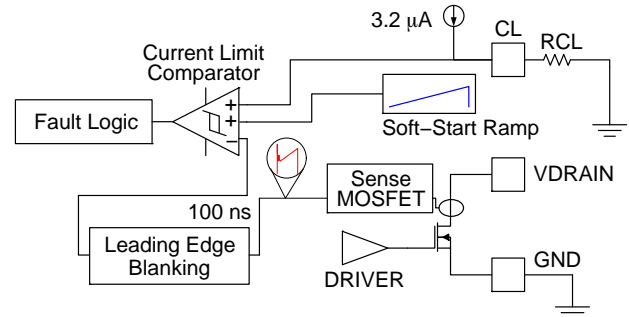 3.2 μA
CL
RCL
Current Limit
Comparator
+
+
−
Fault Logic
Soft−Start Ramp
Sense
MOSFET
VDRAIN
100 ns
Leading Edge
Blanking
DRIVER
GND